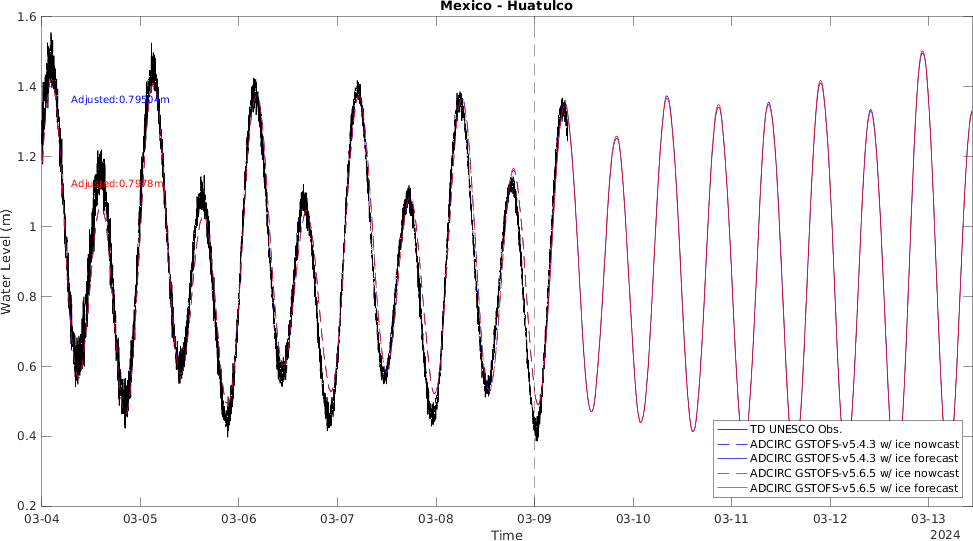 Mexico - Huatulco
1.6
1.4
Adjusted:0.79504m
1.2
Adjusted:0.7978m
1
Water Level (m)
0.8
0.6
0.4
0.2
TD UNESCO Obs.
ADCIRC GSTOFS-v5.4.3 w/ ice nowcast
ADCIRC GSTOFS-v5.4.3 w/ ice forecast
ADCIRC GSTOFS-v5.6.5 w/ ice nowcast
ADCIRC GSTOFS-v5.6.5 w/ ice forecast
03-04 03-05 03-06 03-07 03-08 03-09 03-10 03-11 03-12 03-13
Time
2024